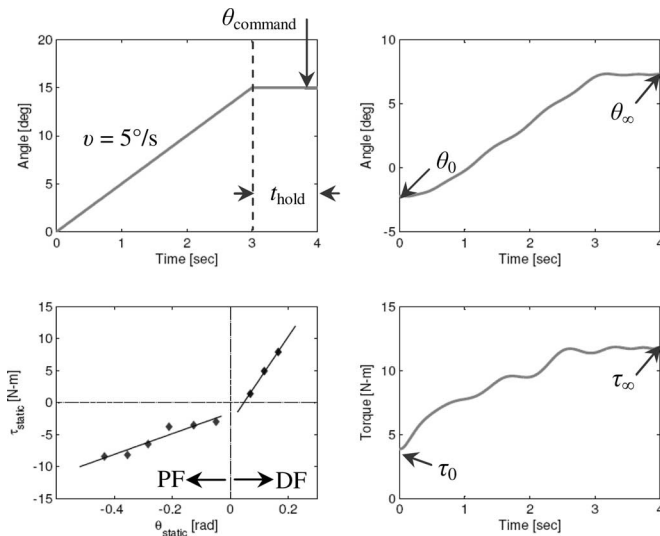 θcommand
20
15
10
5
0
Angle [deg]
υ = 5°/s
thold
0 1 2 3 4
Time [sec]
10
5
0
-5
Angle [deg]
θ0
θ∞
0 1 2 3 4
Time [sec]
15
10
5
0
-5
-10
-15
τstatic [N-m]
PF DF
-0.4 -0.2 0 0.2
θstatic [rad]
15
10
5
0
Torque [N-m]
τ0
τ∞
0 1 2 3 4
Time [sec]